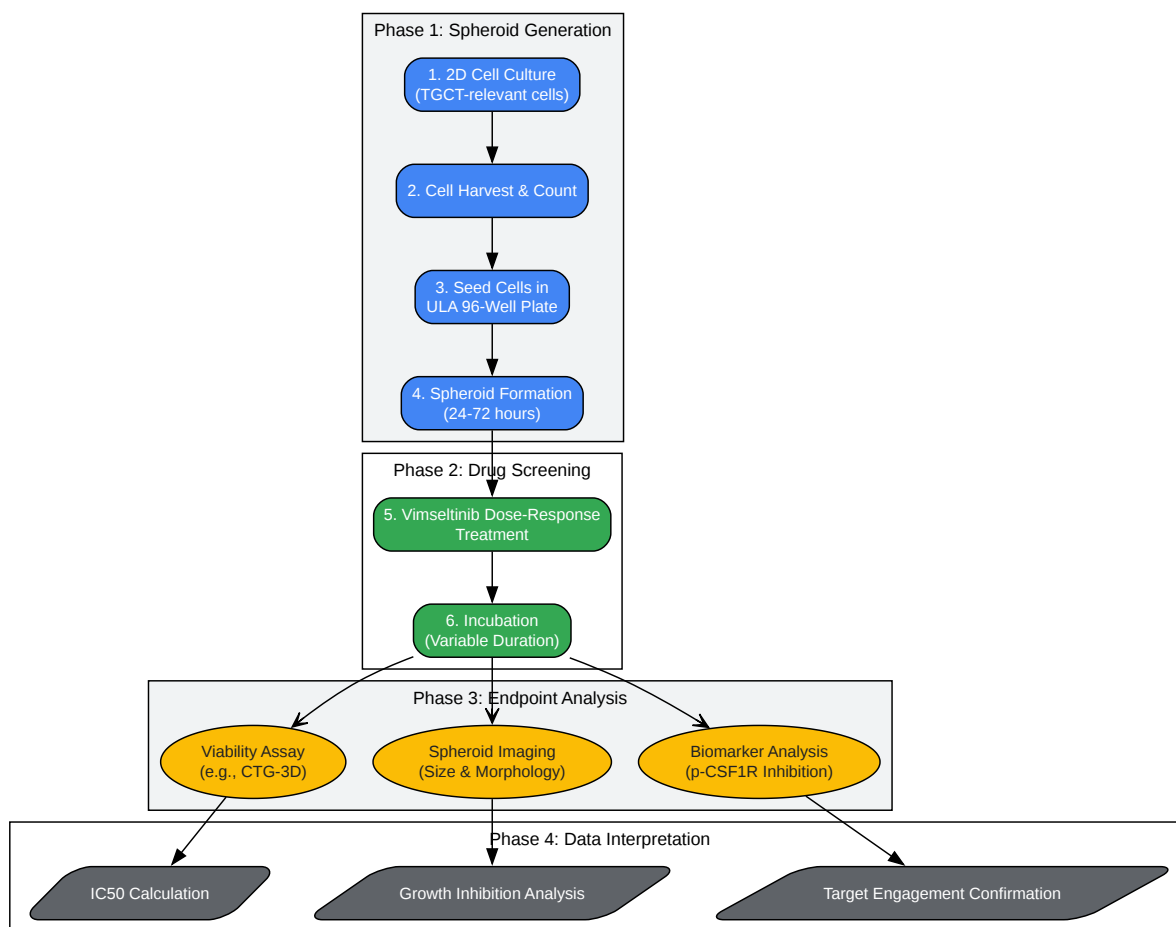 Phase 1: Spheroid Generation
1. 2D Cell Culture
(TGCT-relevant cells)
2. Cell Harvest & Count
3. Seed Cells in
ULA 96-Well Plate
4. Spheroid Formation
(24-72 hours)
Phase 2: Drug Screening
5. Vimseltinib Dose-Response
Treatment
6. Incubation
(Variable Duration)
Phase 3: Endpoint Analysis
Viability Assay
(e.g., CTG-3D)
Spheroid Imaging
(Size & Morphology)
Biomarker Analysis
(p-CSF1R Inhibition)
Phase 4: Data Interpretation
IC50 Calculation
Growth Inhibition Analysis
Target Engagement Confirmation